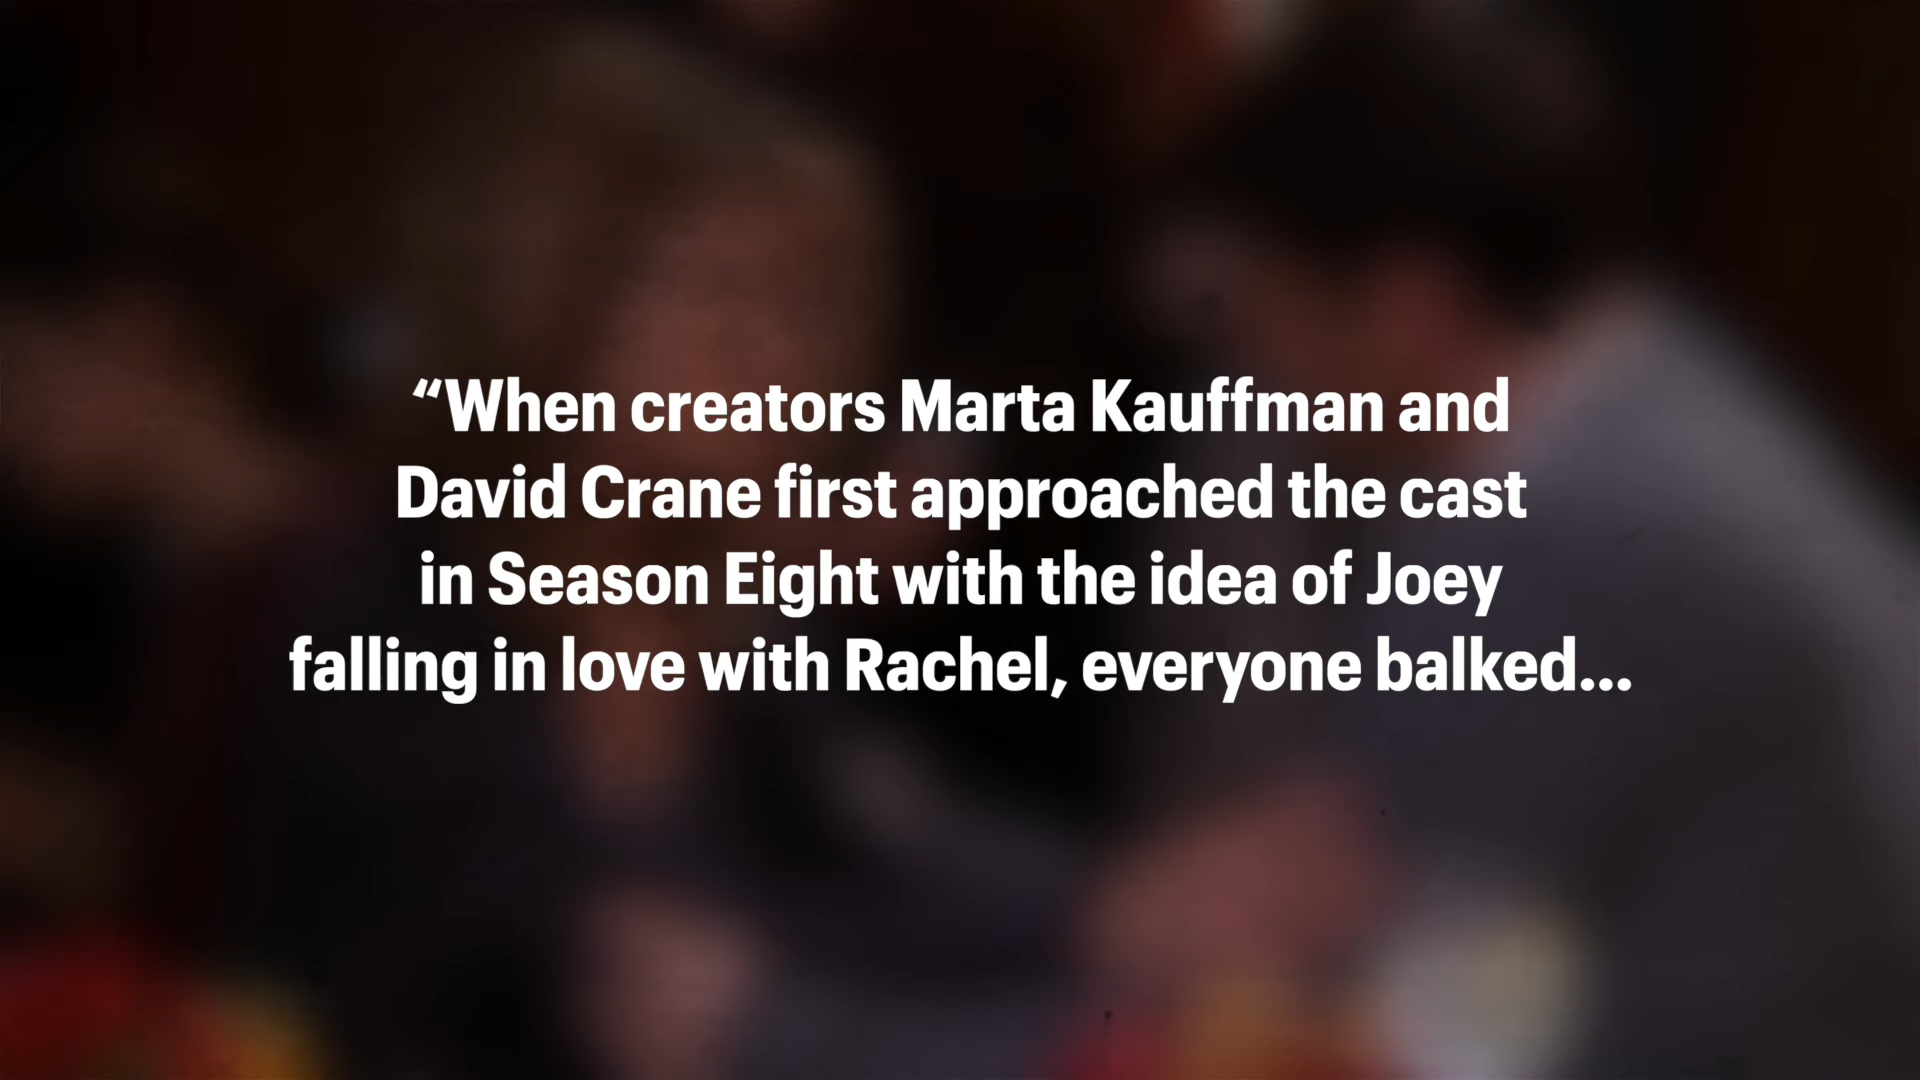 “When creators Marta Kauffman and
David Crane first approached the cast
in Season Eight with the idea of Joey
falling in love with Rachel, everyone balked...